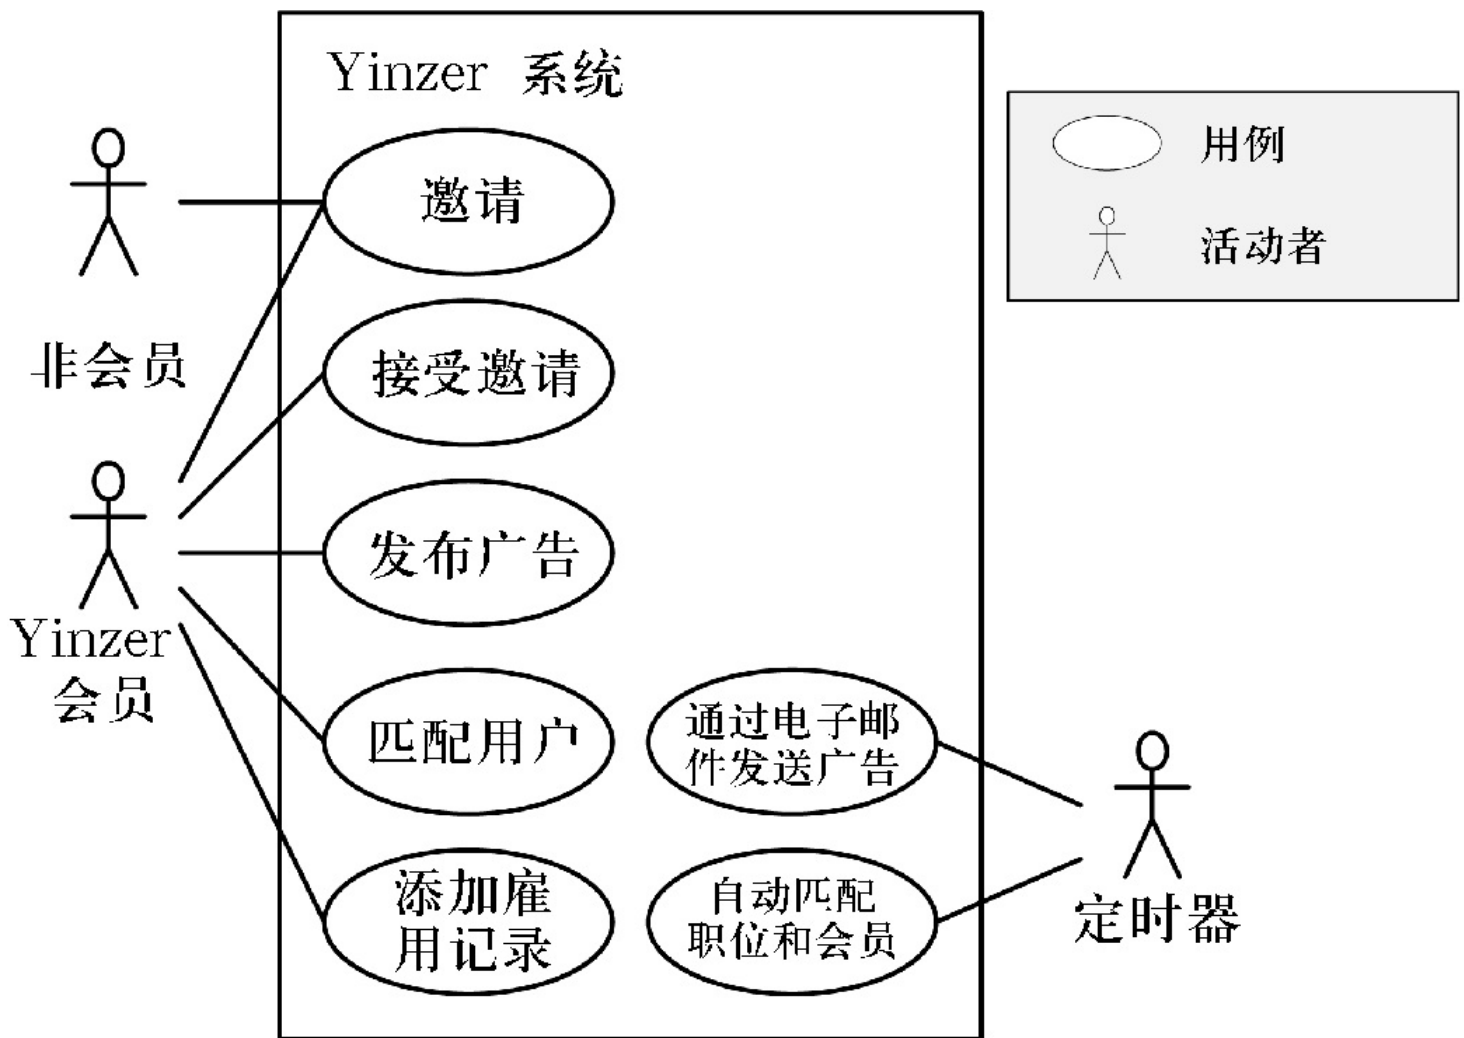 Yinzer 系统
用例
活动者
邀请
非会员
接受邀请
发布广告
Yinzer
会员
匹配用户
通过电子邮
件发送广告
添加雇
用记录
自动匹配
职位和会员
定时器